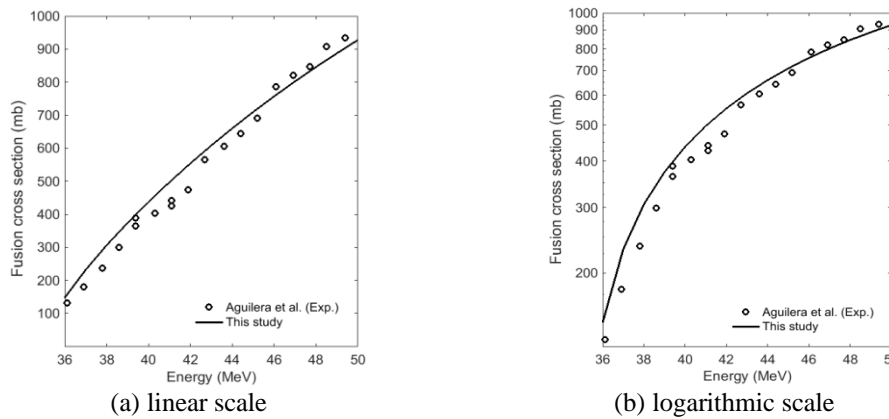 1000
900
800
700
600
500
400
300
200
100
Fusion cross section (mb)
Aguilera et al. (Exp.)
This study
36 38 40 42 44 46 48 50
Energy (MeV)
(a) linear scale
1000
900
800
700
600
500
400
300
200
Fusion cross section (mb)
Aguilera et al. (Exp.)
This study
36 38 40 42 44 46 48 50
Energy (MeV)
(b) logarithmic scale